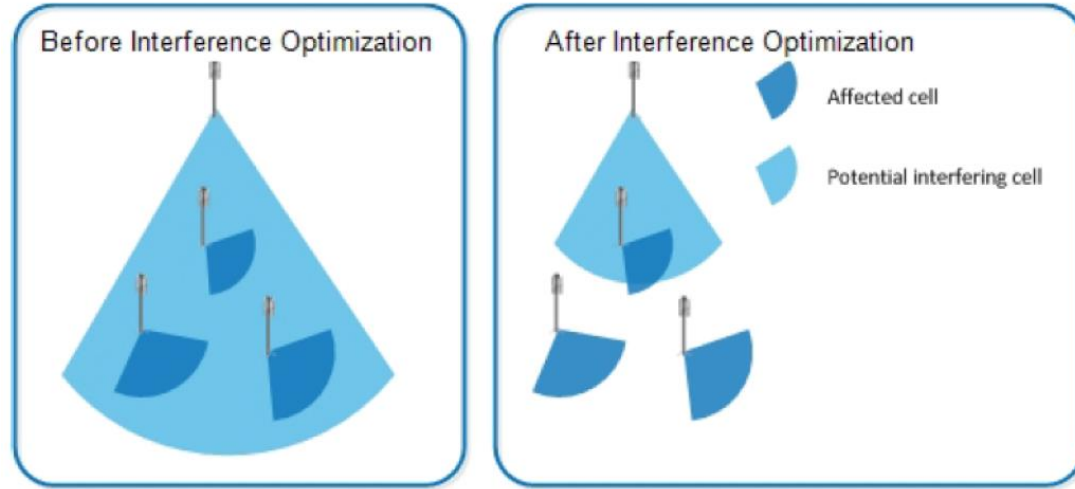 Before Interference Optimization
After Interference Optimization
Affected cell
Potential interfering cell